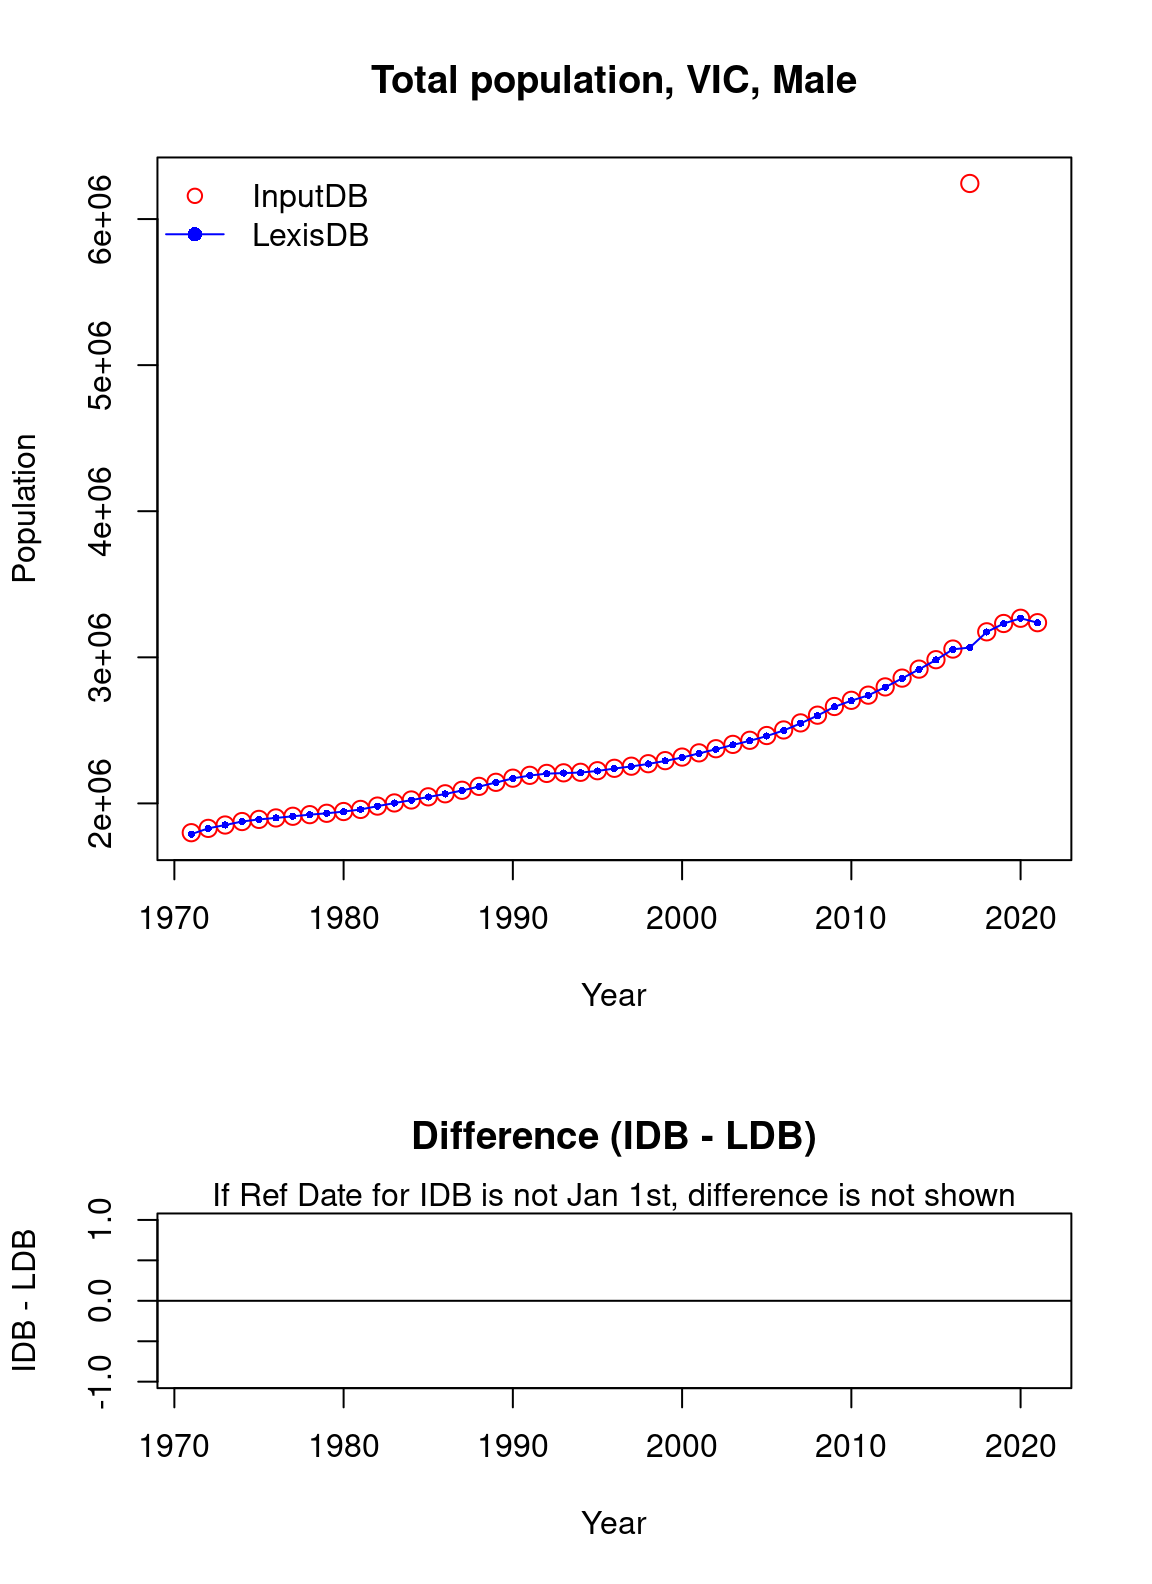 Total population, VIC, Male
InputDB
LexisDB
Population
6e+06
5e+06
4e+06
3e+06
2e+06
1970 1980 1990 2000 2010 2020
Year
Difference (IDB - LDB)
If Ref Date for IDB is not Jan 1st, difference is not shown
IDB - LDB
1.0
0.0
-1.0
1970 1980 1990 2000 2010 2020
Year